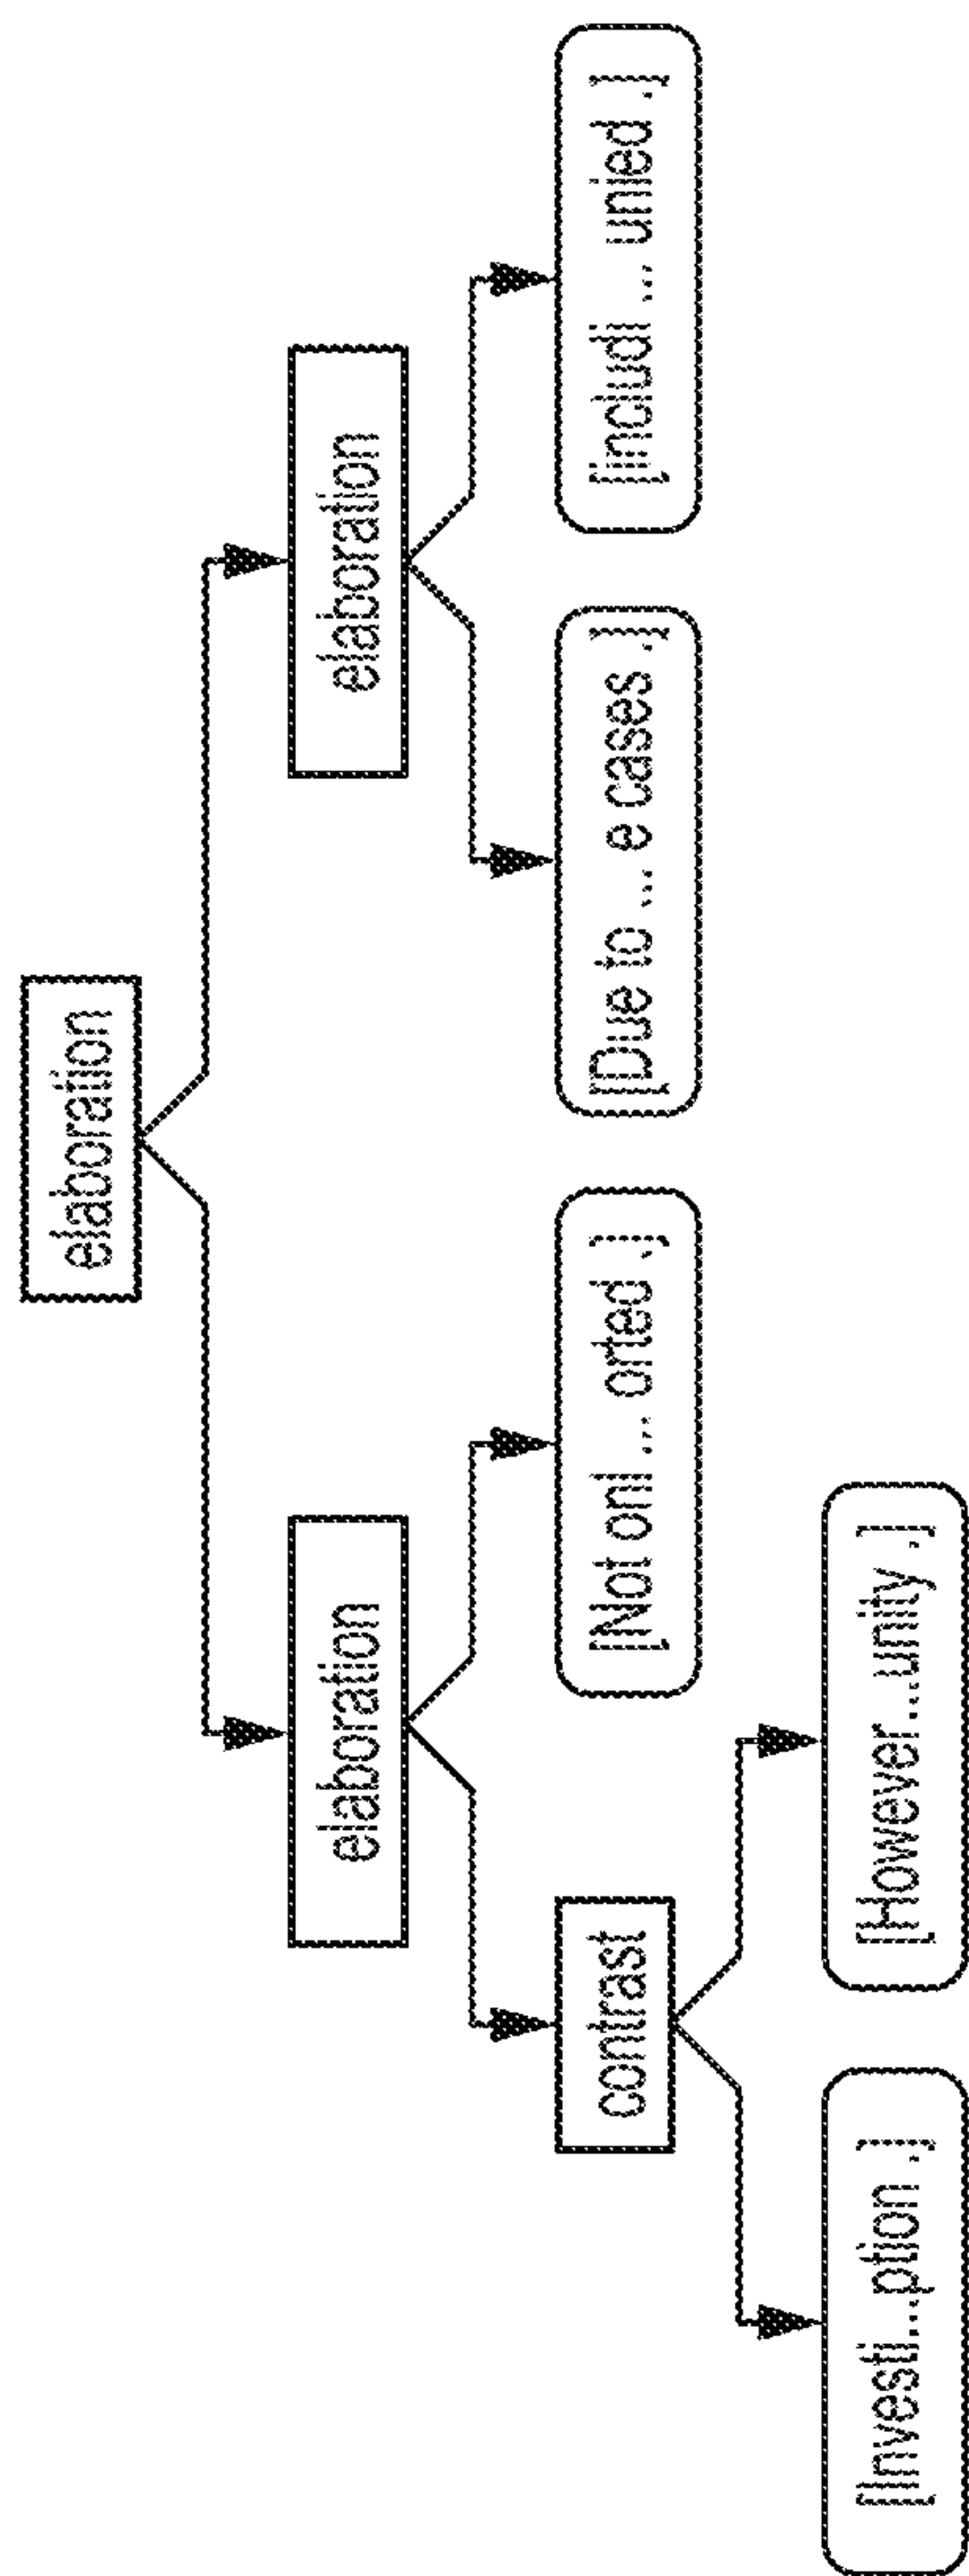 elaboration
elaboration
elaboration
contrast
[Not onl ... orted .]
[Due to ... e cases .]
[includi ... unied .]
[Investi...ption .]
[However...unity .]